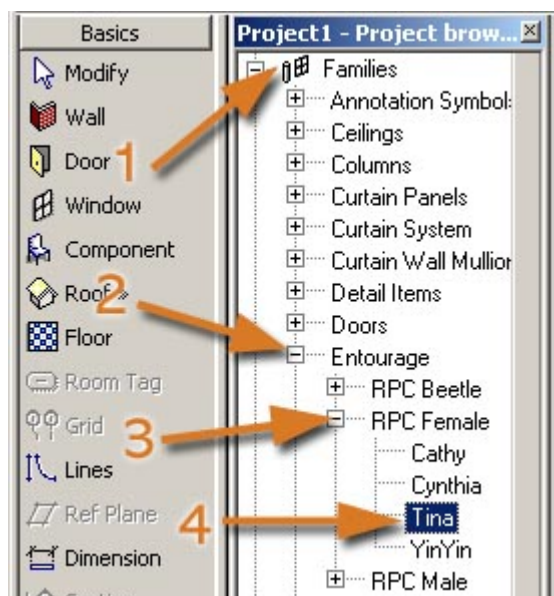 Basics
Modify
Wall
Door
Window
Component
Roof »
Floor
Room Tag
Grid
Lines
Ref Plane
Dimension
Project1 - Project brow...
Families
Annotation Symbol
Ceilings
Columns
Curtain Panels
Curtain System
Curtain Wall Mullior
Detail Items
Doors
Entourage
RPC Beetle
RPC Female
Cathy
Cynthia
Tina
YinYin
RPC Male
1
2
3
4